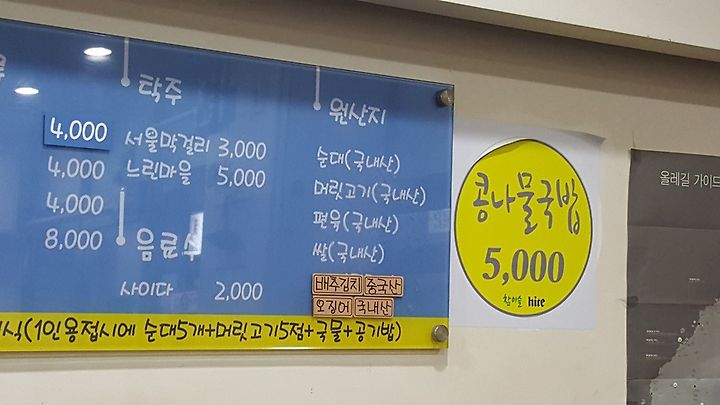 탁주
4,000
서울막걸리 3,000
4,000
느린마을 5,000
4,000
8,000
음료수
사이다 2,000
원산지
순대(국내산)
머릿고기(국내산)
편육(국내산)
쌀(국내산)
배추김치 중국산
오징어 국내산
식(1인용접시에 순대5개+머릿고기5점+국물+공기밥)
콩나물국밥
5,000
참이슬 hite
올레길 가이드